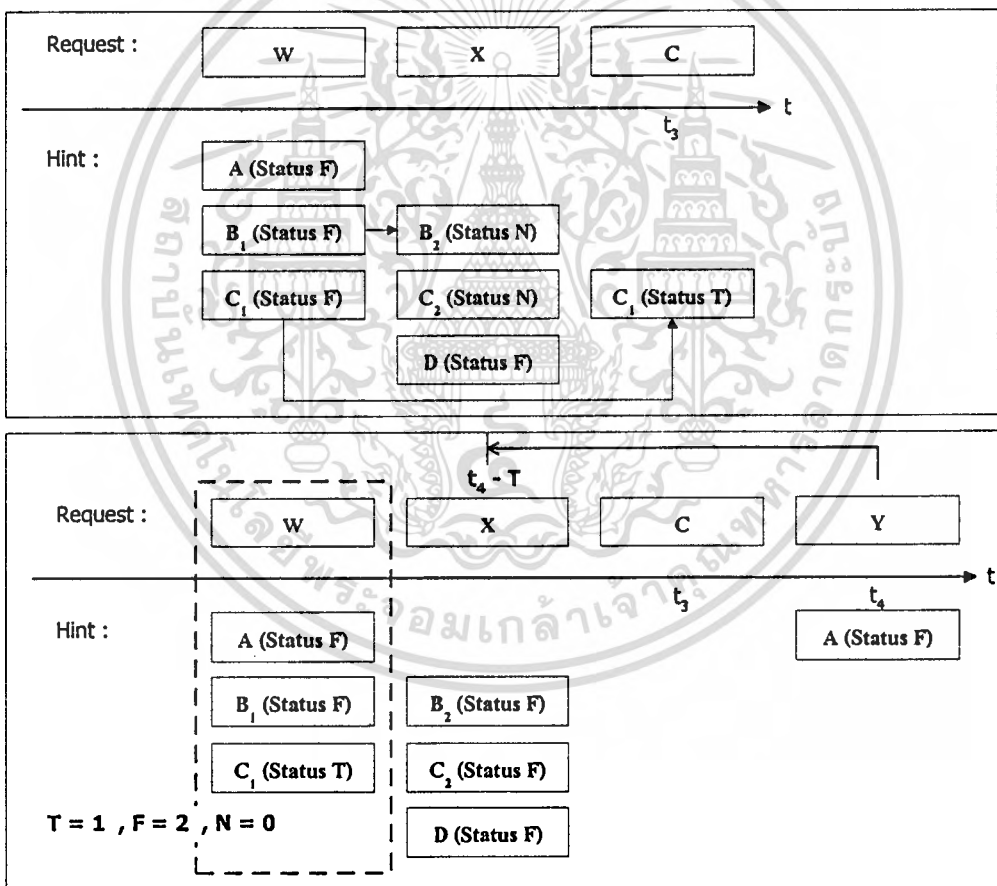 Request :
W X C
t
t₃
Hint :
A (Status F)
B₁ (Status F) B₂ (Status N)
C₁ (Status F) C₂ (Status N) C₁ (Status T)
D (Status F)
t₄ - T
Request :
W X C Y
t
t₃ t₄
Hint :
A (Status F) A (Status F)
B₁ (Status F) B₂ (Status F)
C₁ (Status T) C₂ (Status F)
T = 1 , F = 2 , N = 0
D (Status F)